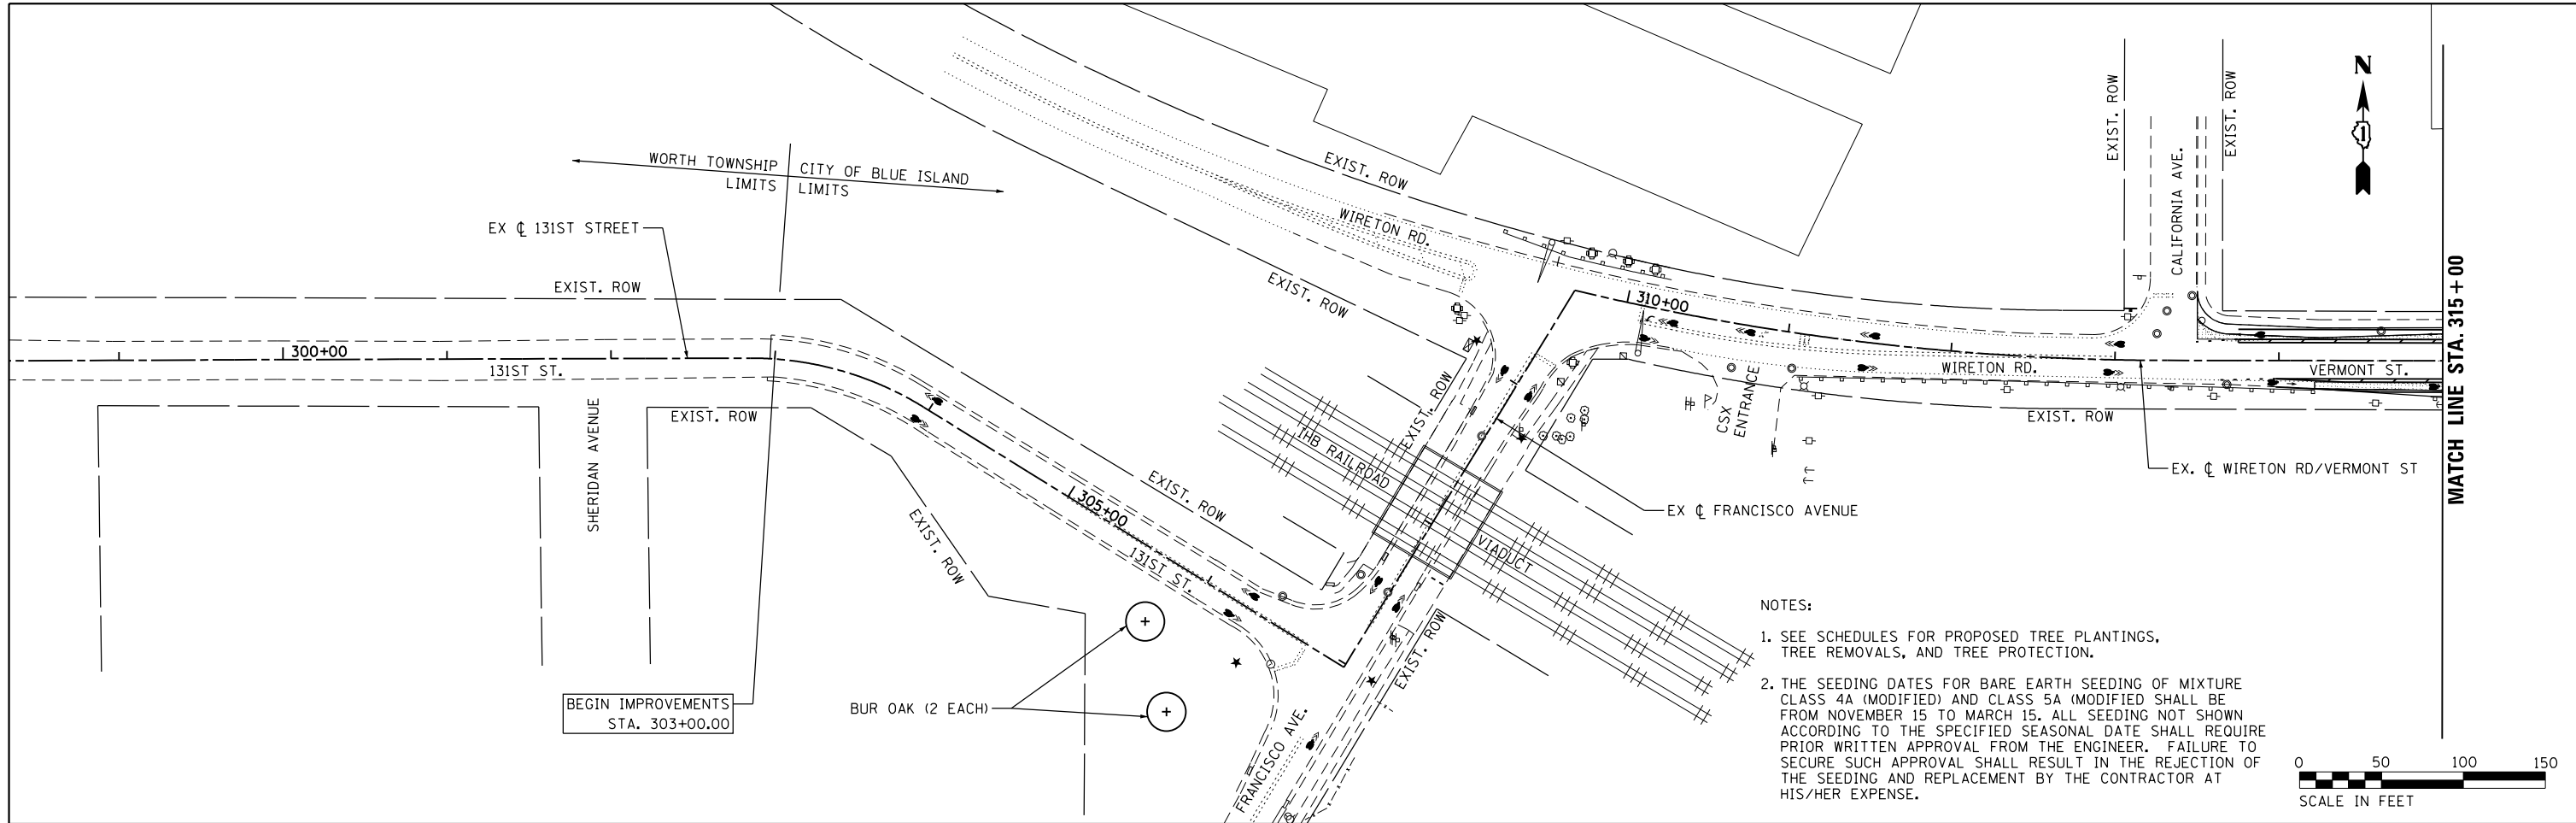 WORTH TOWNSHIP LIMITS
CITY OF BLUE ISLAND LIMITS
EX ℄ 131ST STREET
EXIST. ROW
300+00
131ST ST.
SHERIDAN AVENUE
EXIST. ROW
BEGIN IMPROVEMENTS
STA. 303+00.00
EXIST. ROW
305+00
131ST ST.
EXIST. ROW
BUR OAK (2 EACH)
FRANCISCO AVE.
EXIST. ROW
EXIST. ROW
WIRETON RD.
EXIST. ROW
EXIST. ROW
IHB RAILROAD
VIADUCT
310+00
EX ℄ FRANCISCO AVENUE
CSX
ENTRANCE
WIRETON RD.
EXIST. ROW
EXIST. ROW
CALIFORNIA AVE.
EXIST. ROW
VERMONT ST.
EX. ℄ WIRETON RD/VERMONT ST
N
1
MATCH LINE STA. 315+00
NOTES:
1. SEE SCHEDULES FOR PROPOSED TREE PLANTINGS,
TREE REMOVALS, AND TREE PROTECTION.
2. THE SEEDING DATES FOR BARE EARTH SEEDING OF MIXTURE
CLASS 4A (MODIFIED) AND CLASS 5A (MODIFIED SHALL BE
FROM NOVEMBER 15 TO MARCH 15. ALL SEEDING NOT SHOWN
ACCORDING TO THE SPECIFIED SEASONAL DATE SHALL REQUIRE
PRIOR WRITTEN APPROVAL FROM THE ENGINEER. FAILURE TO
SECURE SUCH APPROVAL SHALL RESULT IN THE REJECTION OF
THE SEEDING AND REPLACEMENT BY THE CONTRACTOR AT
HIS/HER EXPENSE.
0 50 100 150
SCALE IN FEET